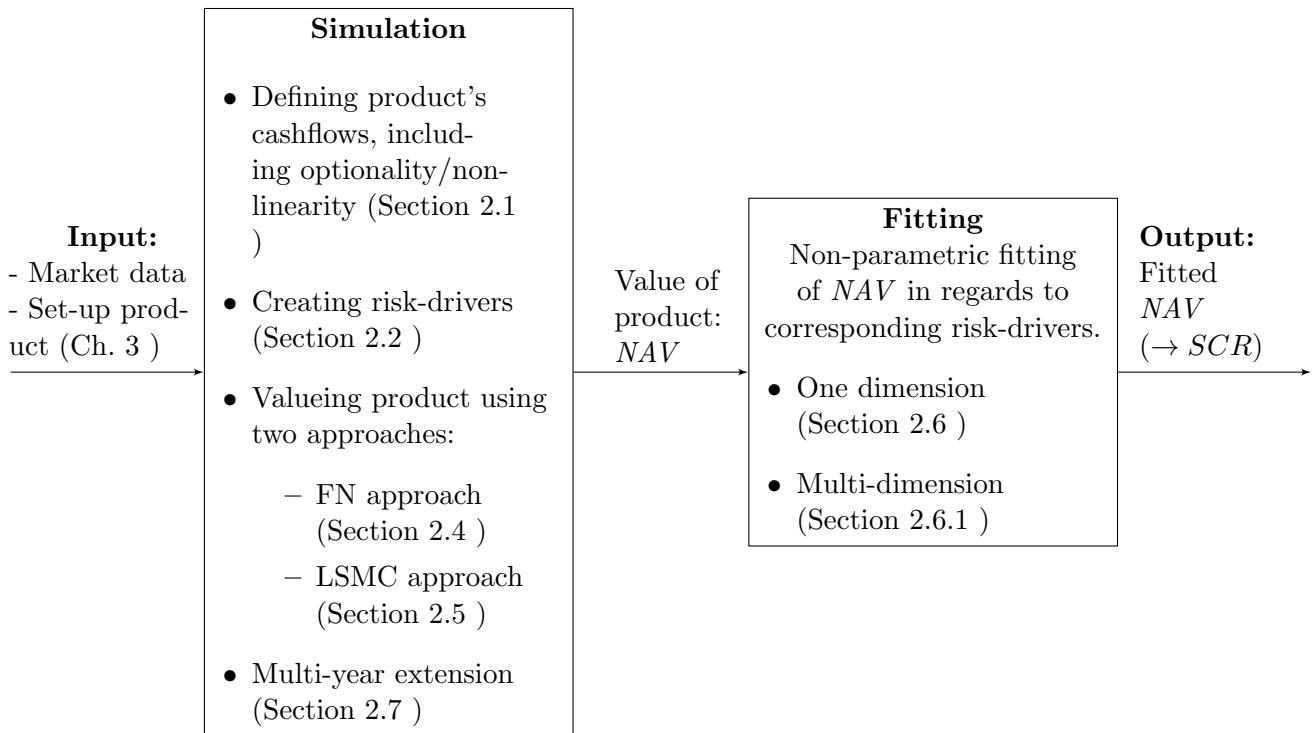 Input:
- Market data
- Set-up prod-
uct (Ch. 3 )
Simulation
• Defining product's
cashflows, includ-
ing optionality/non-
linearity (Section 2.1
)
• Creating risk-drivers
(Section 2.2 )
• Valueing product using
two approaches:
– FN approach
(Section 2.4 )
– LSMC approach
(Section 2.5 )
• Multi-year extension
(Section 2.7 )
Value of
product:
NAV
Fitting
Non-parametric fitting
of NAV in regards to
corresponding risk-drivers.
• One dimension
(Section 2.6 )
• Multi-dimension
(Section 2.6.1 )
Output:
Fitted
NAV
(→ SCR)